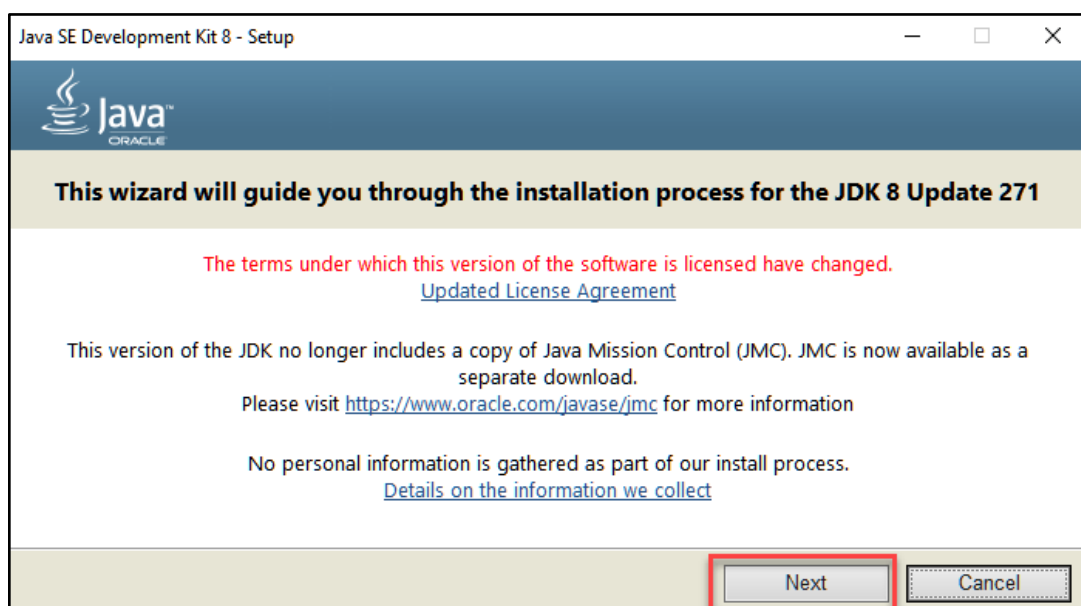 Java SE Development Kit 8 - Setup
Java™
ORACLE
This wizard will guide you through the installation process for the JDK 8 Update 271
The terms under which this version of the software is licensed have changed.
Updated License Agreement
This version of the JDK no longer includes a copy of Java Mission Control (JMC). JMC is now available as a
separate download.
Please visit https://www.oracle.com/javase/jmc for more information
No personal information is gathered as part of our install process.
Details on the information we collect
Next
Cancel